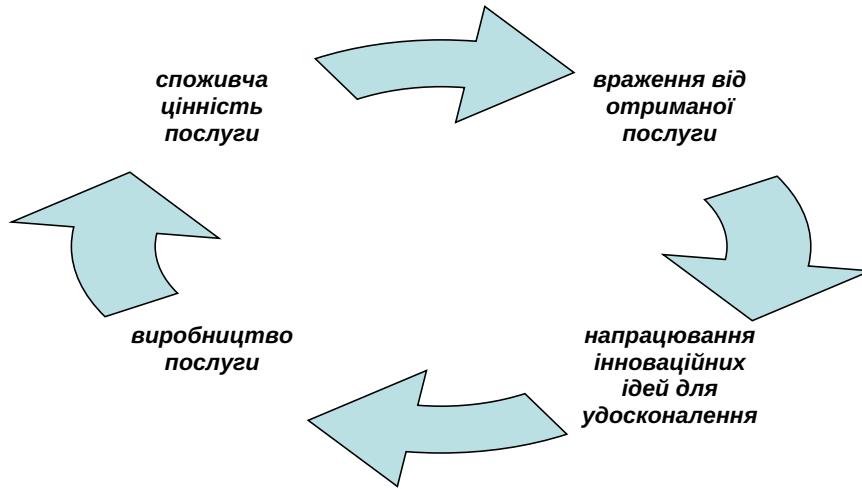 споживча
цінність
послуги
враження від
отриманої
послуги
напрацювання
інноваційних
ідей для
удосконалення
виробництво
послуги